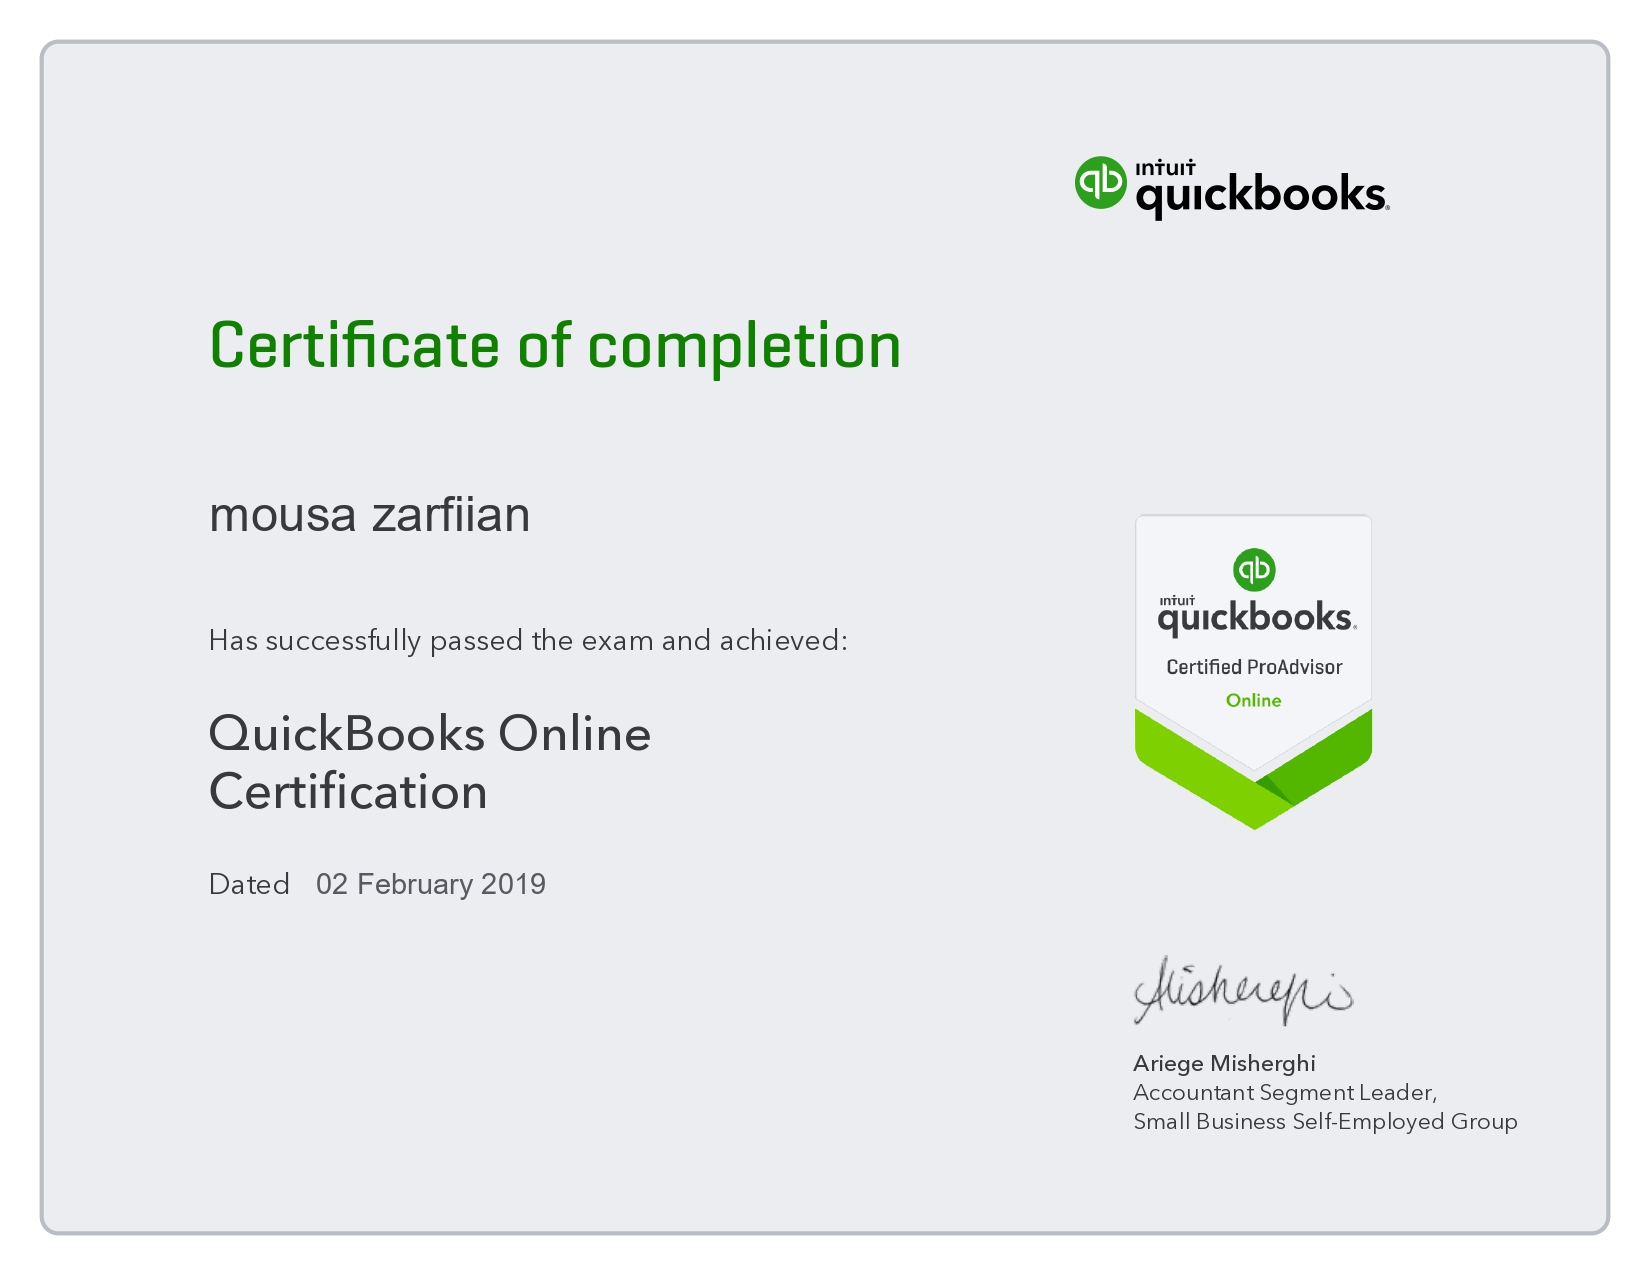 intuit
quickbooks®
Certificate of completion
mousa zarfiian
Has successfully passed the exam and achieved:
QuickBooks Online
Certification
Dated 02 February 2019
intuit
quickbooks®
Certified ProAdvisor
Online
Misherghi
Ariege Misherghi
Accountant Segment Leader,
Small Business Self-Employed Group